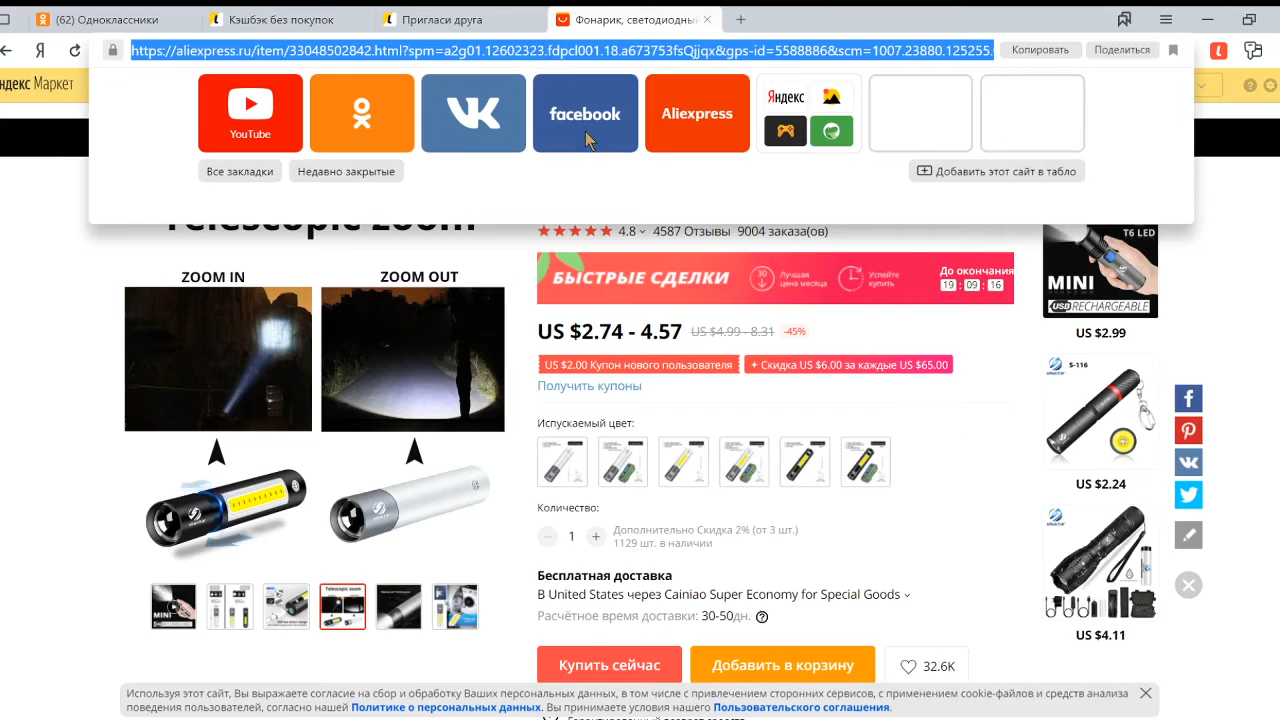 (62) Одноклассники
Кэшбэк без покупок
Пригласи друга
Фонарик, светодиодны
https://aliexpress.ru/item/33048502842.html?spm=a2g01.12602323.fdpcl001.18.a673753fsQjjqx&gps-id=5588886&scm=1007.23880.125255.
Копировать
Поделиться
ндекс Маркет
YouTube
facebook
Aliexpress
Яндекс
Все закладки
Недавно закрытые
Добавить этот сайт в табло
Telescopic zoom
ZOOM IN
ZOOM OUT
4.8
4587 Отзывы
9004 заказа(ов)
БЫСТРЫЕ СДЕЛКИ
30
Лучшая
цена месяца
Успейте
купить
До окончания
19 : 09 : 16
US $2.74 - 4.57
US $4.99 - 8.31
-45%
US $2.00 Купон нового пользователя
Скидка US $6.00 за каждые US $65.00
Получить купоны
Испускаемый цвет:
Количество:
1
Дополнительно Скидка 2% (от 3 шт.)
1129 шт. в наличии
Бесплатная доставка
В United States через Cainiao Super Economy for Special Goods
Расчётное время доставки: 30-50дн.
Купить сейчас
Добавить в корзину
32.6K
T6 LED
MINI
USB RECHARGEABLE
US $2.99
S-116
US $2.24
US $4.11
MINI
Используя этот сайт, Вы выражаете согласие на сбор и обработку Ваших персональных данных, в том числе с привлечением сторонних сервисов, с применением cookie-файлов и средств анализа
поведения пользователей, согласно нашей Политике о персональных данных. Вы принимаете условия нашего Пользовательского соглашения.